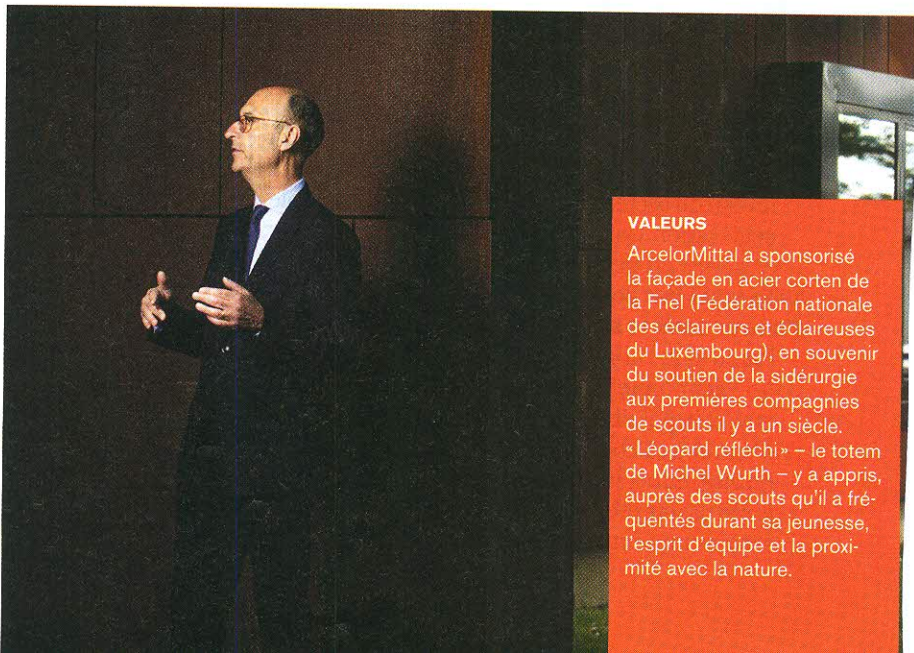 VALEURS
ArcelorMittal a sponsorisé
la façade en acier corten de
la Fnel (Fédération nationale
des éclaireurs et éclaireuses
du Luxembourg), en souvenir
du soutien de la sidérurgie
aux premières compagnies
de scouts il y a un siècle.
«Léopard réfléchi» – le totem
de Michel Wurth – y a appris,
auprès des scouts qu'il a fré-
quentés durant sa jeunesse,
l'esprit d'équipe et la proxi-
mité avec la nature.